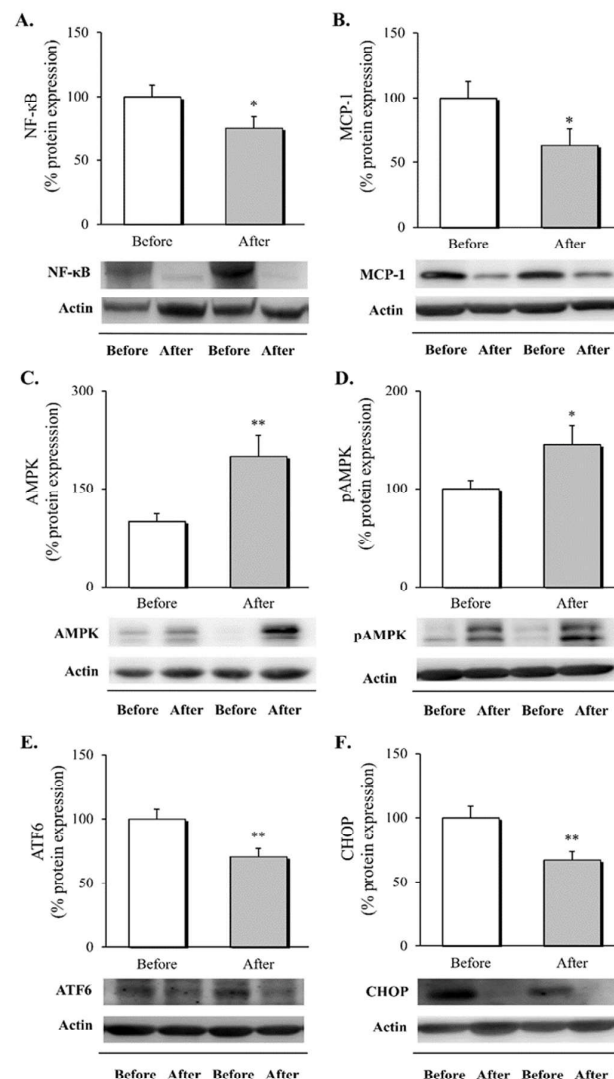 A.
150
100
50
0
NF-κB
(% protein expression)
*
Before After
NF-κB
Actin
Before After Before After
B.
150
100
50
0
MCP-1
(% protein expression)
*
Before After
MCP-1
Actin
Before After Before After
C.
300
150
0
AMPK
(% protein expresssion)
**
Before After
AMPK
Actin
Before After Before After
D.
200
100
0
pAMPK
(% protein expression)
*
Before After
pAMPK
Actin
Before After Before After
E.
150
100
50
0
ATF6
(% protein expression)
**
Before After
ATF6
Actin
Before After Before After
F.
150
100
50
0
CHOP
(% protein expression)
**
Before After
CHOP
Actin
Before After Before After